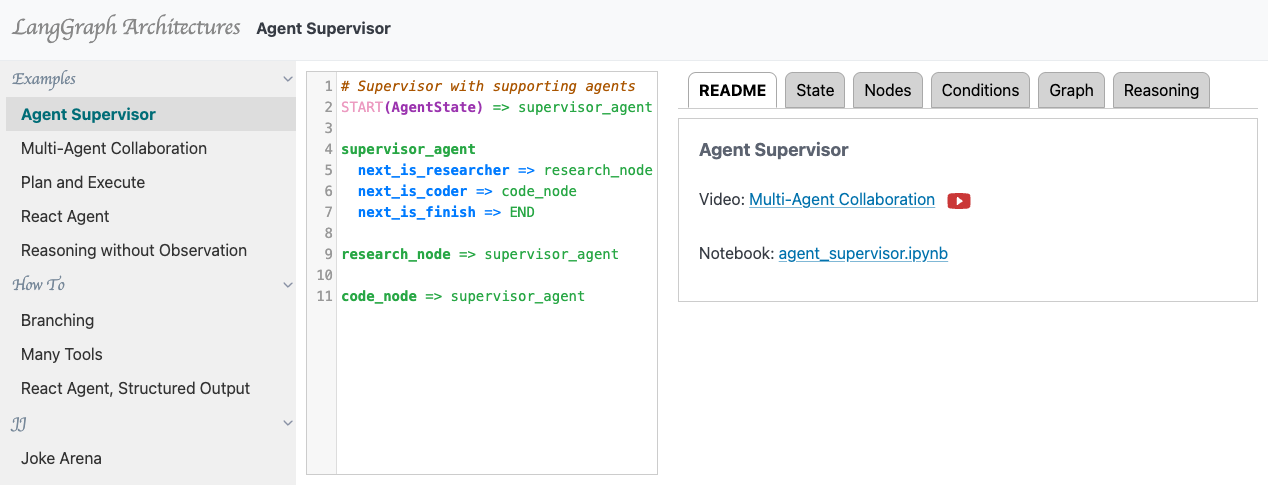 LangGraph Architectures Agent Supervisor
Examples
Agent Supervisor
Multi-Agent Collaboration
Plan and Execute
React Agent
Reasoning without Observation
How To
Branching
Many Tools
React Agent, Structured Output
JJ
Joke Arena
1 # Supervisor with supporting agents
2 START(AgentState) => supervisor_agent
3
4 supervisor_agent
5   next_is_researcher => research_node
6   next_is_coder => code_node
7   next_is_finish => END
8
9 research_node => supervisor_agent
10
11 code_node => supervisor_agent
README State Nodes Conditions Graph Reasoning
Agent Supervisor
Video: Multi-Agent Collaboration
Notebook: agent_supervisor.ipynb